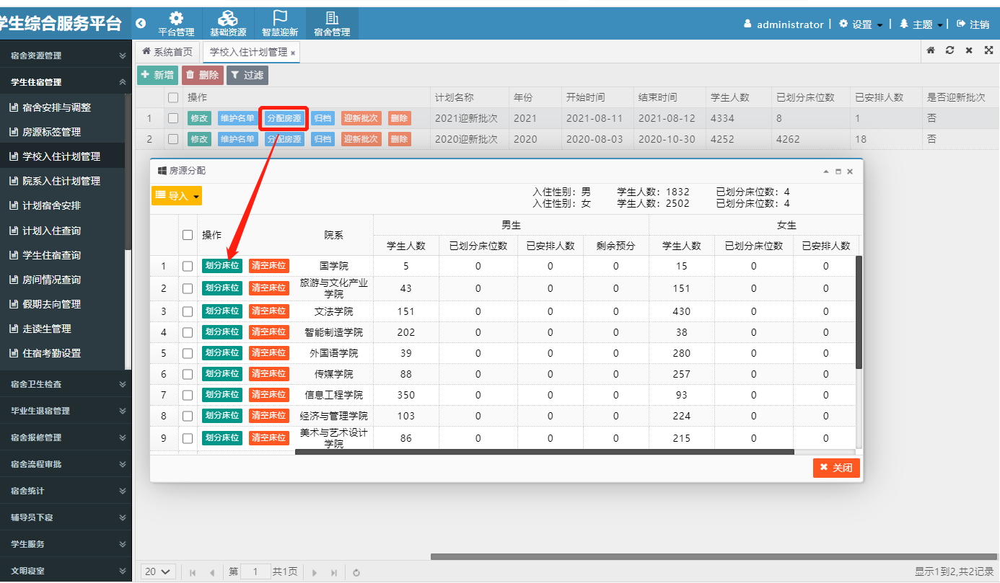 学生综合服务平台
平台管理 基础资源 智慧迎新 宿舍管理
administrator | 设置 | 主题 | 注销
宿舍资源管理
学生住宿管理
宿舍安排与调整
房源标签管理
学校入住计划管理
院系入住计划管理
计划宿舍安排
计划入住查询
学生住宿查询
房间情况查询
假期去向管理
走读生管理
住宿考勤设置
宿舍卫生检查
毕业生退宿管理
宿舍报修管理
宿舍流程审批
宿舍统计
辅导员下寝
学生服务
文明寝室
系统首页 学校入住计划管理
新增 删除 过滤
操作 计划名称 年份 开始时间 结束时间 学生人数 已划分床位数 已安排人数 是否迎新批次
1 修改 维护名单 分配房源 归档 迎新批次 删除 2021迎新批次 2021 2021-08-11 2021-08-12 4334 8 1 否
2 修改 维护名单 分配房源 归档 迎新批次 删除 2020迎新批次 2020 2020-08-03 2020-10-30 4252 4262 18 否
房源分配
导入
入住性别：男 学生人数：1832 已划分床位数：4
入住性别：女 学生人数：2502 已划分床位数：4
操作 院系 男生 女生
学生人数 已划分床位数 已安排人数 剩余预分 学生人数 已划分床位数 已安排人数
1 划分床位 清空床位 国学院 5 0 0 0 15 0 0
2 划分床位 清空床位 旅游与文化产业学院 43 0 0 0 151 0 0
3 划分床位 清空床位 文法学院 151 0 0 0 430 0 0
4 划分床位 清空床位 智能制造学院 202 0 0 0 38 0 0
5 划分床位 清空床位 外国语学院 39 0 0 0 280 0 0
6 划分床位 清空床位 传媒学院 88 0 0 0 257 0 0
7 划分床位 清空床位 信息工程学院 350 0 0 0 93 0 0
8 划分床位 清空床位 经济与管理学院 103 0 0 0 224 0 0
9 划分床位 清空床位 美术与艺术设计学院 86 0 0 0 215 0 0
关闭
20 第 1 共1页
显示1到2,共2记录